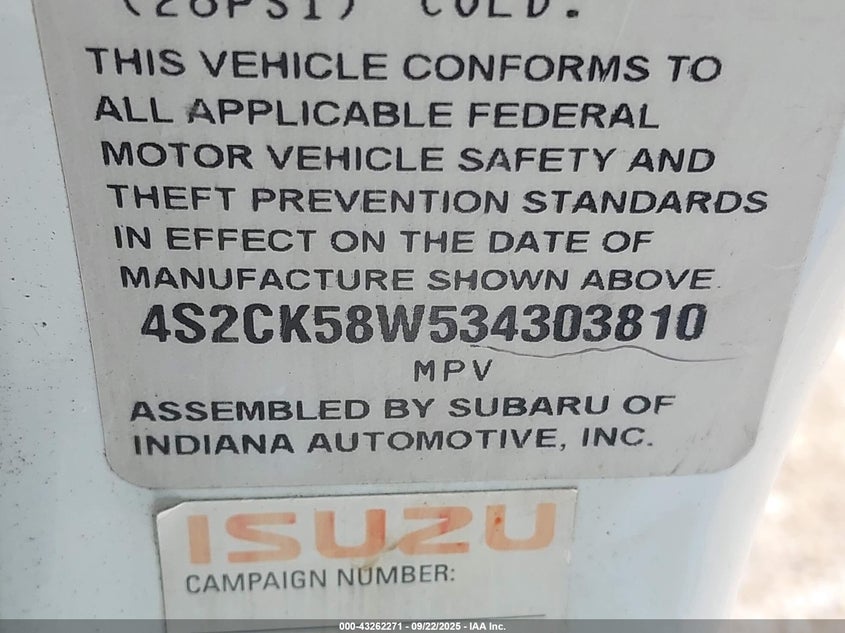 (28PSI) COLD.
THIS VEHICLE CONFORMS TO
ALL APPLICABLE FEDERAL
MOTOR VEHICLE SAFETY AND
THEFT PREVENTION STANDARDS
IN EFFECT ON THE DATE OF
MANUFACTURE SHOWN ABOVE.
4S2CK58W534303810
MPV
ASSEMBLED BY SUBARU OF
INDIANA AUTOMOTIVE, INC.
ISUZU
CAMPAIGN NUMBER:
000-43262271 - 09/22/2025 - IAA Inc.